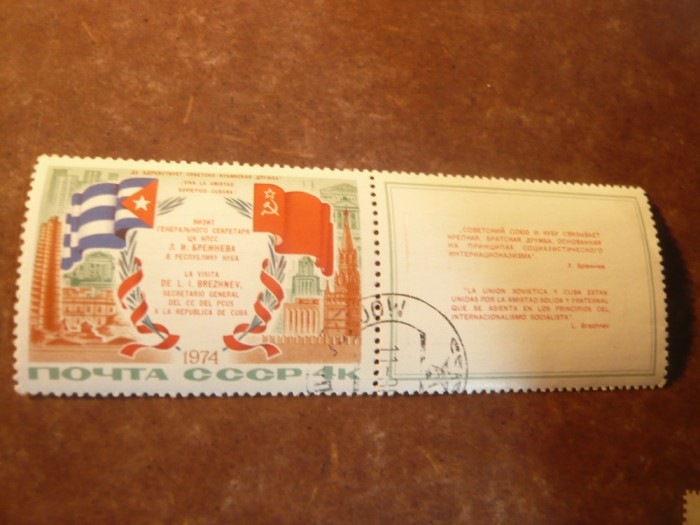 ДА ЗДРАВСТВУЕТ СОВЕТСКО-КУБИНСКАЯ ДРУЖБА!
¡VIVA LA AMISTAD
SOVIETICO-CUBANA!
ВИЗИТ
ГЕНЕРАЛЬНОГО СЕКРЕТАРЯ
ЦК КПСС
Л. И. БРЕЖНЕВА
В РЕСПУБЛИКУ КУБА
LA VISITA
DE L. I. BREZHNEV,
SECRETARIO GENERAL
DEL CC DEL PCUS
A LA REPUBLICA DE CUBA
1974
ПОЧТА СССР 4К
„СОВЕТСКИЙ СОЮЗ И КУБУ СВЯЗЫВАЕТ
КРЕПКАЯ, БРАТСКАЯ ДРУЖБА, ОСНОВАННАЯ
НА ПРИНЦИПАХ СОЦИАЛИСТИЧЕСКОГО
ИНТЕРНАЦИОНАЛИЗМА"
Л. Брежнев.
"LA UNION SOVIETICA Y CUBA ESTAN
UNIDAS POR LA AMISTAD SOLIDA Y FRATERNAL
QUE SE ASIENTA EN LOS PRINCIPIOS DEL
INTERNACIONALISMO SOCIALISTA".
L. Brezhnev